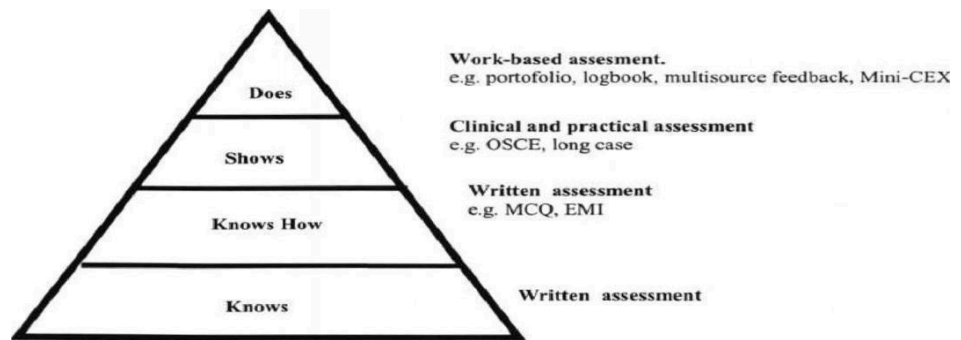 Work-based assesment.
e.g. portofolio, logbook, multisource feedback, Mini-CEX
Does
Clinical and practical assessment
e.g. OSCE, long case
Shows
Written assessment
e.g. MCQ, EMI
Knows How
Written assessment
Knows